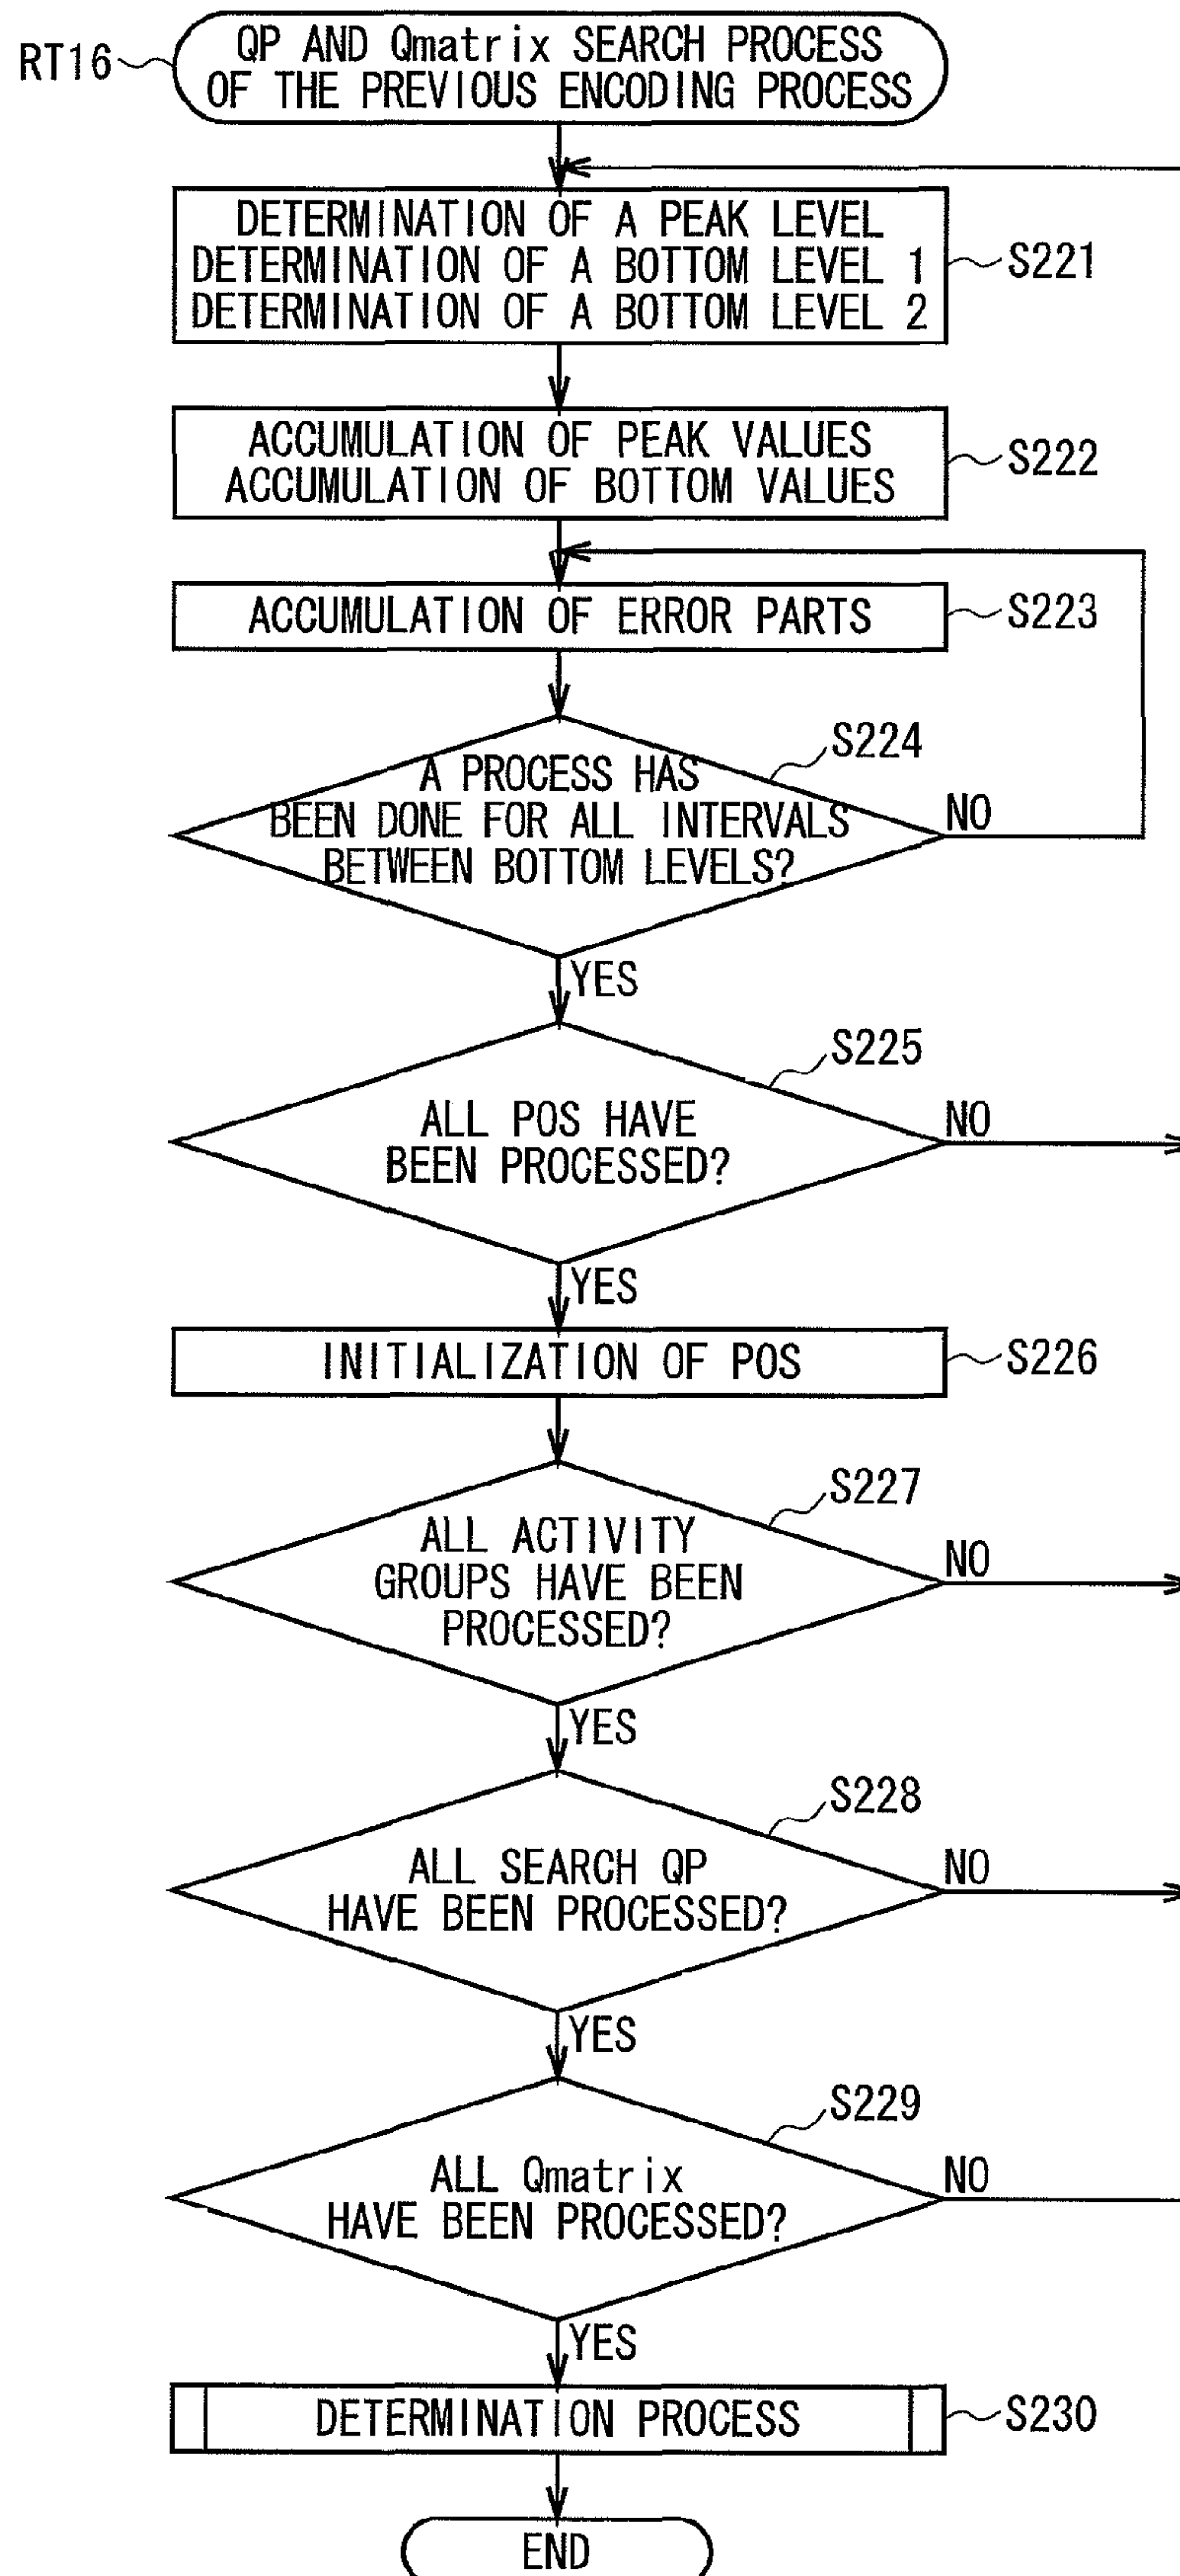 RT16
QP AND Qmatrix SEARCH PROCESS
OF THE PREVIOUS ENCODING PROCESS
DETERMINATION OF A PEAK LEVEL
DETERMINATION OF A BOTTOM LEVEL 1
DETERMINATION OF A BOTTOM LEVEL 2
S221
ACCUMULATION OF PEAK VALUES
ACCUMULATION OF BOTTOM VALUES
S222
ACCUMULATION OF ERROR PARTS
S223
S224
A PROCESS HAS
BEEN DONE FOR ALL INTERVALS
BETWEEN BOTTOM LEVELS?
NO
YES
S225
ALL POS HAVE
BEEN PROCESSED?
NO
YES
INITIALIZATION OF POS
S226
S227
ALL ACTIVITY
GROUPS HAVE BEEN
PROCESSED?
NO
YES
S228
ALL SEARCH QP
HAVE BEEN PROCESSED?
NO
YES
S229
ALL Qmatrix
HAVE BEEN PROCESSED?
NO
YES
DETERMINATION PROCESS
S230
END